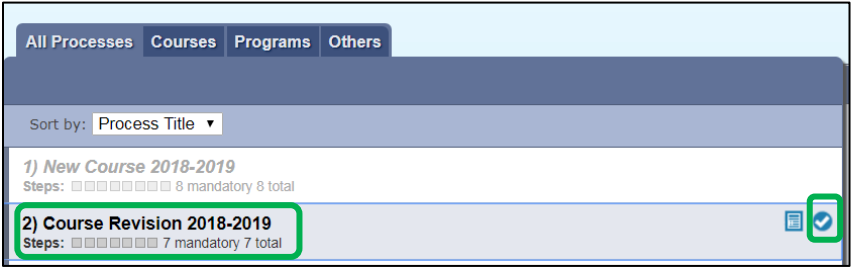 All Processes Courses Programs Others
Sort by: Process Title
1) New Course 2018-2019
Steps: 8 mandatory 8 total
2) Course Revision 2018-2019
Steps: 7 mandatory 7 total